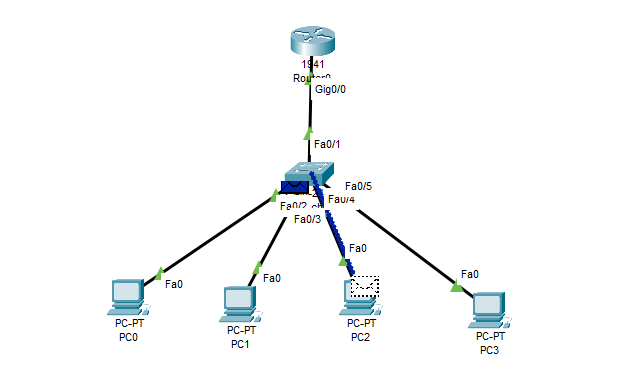 1941
Router0
Gig0/0
Fa0/1
Fa0/5
Fa0/4
Fa0/2
Fa0/3
Fa0
Fa0
Fa0
Fa0
PC-PT
PC0
PC-PT
PC1
PC-PT
PC2
PC-PT
PC3